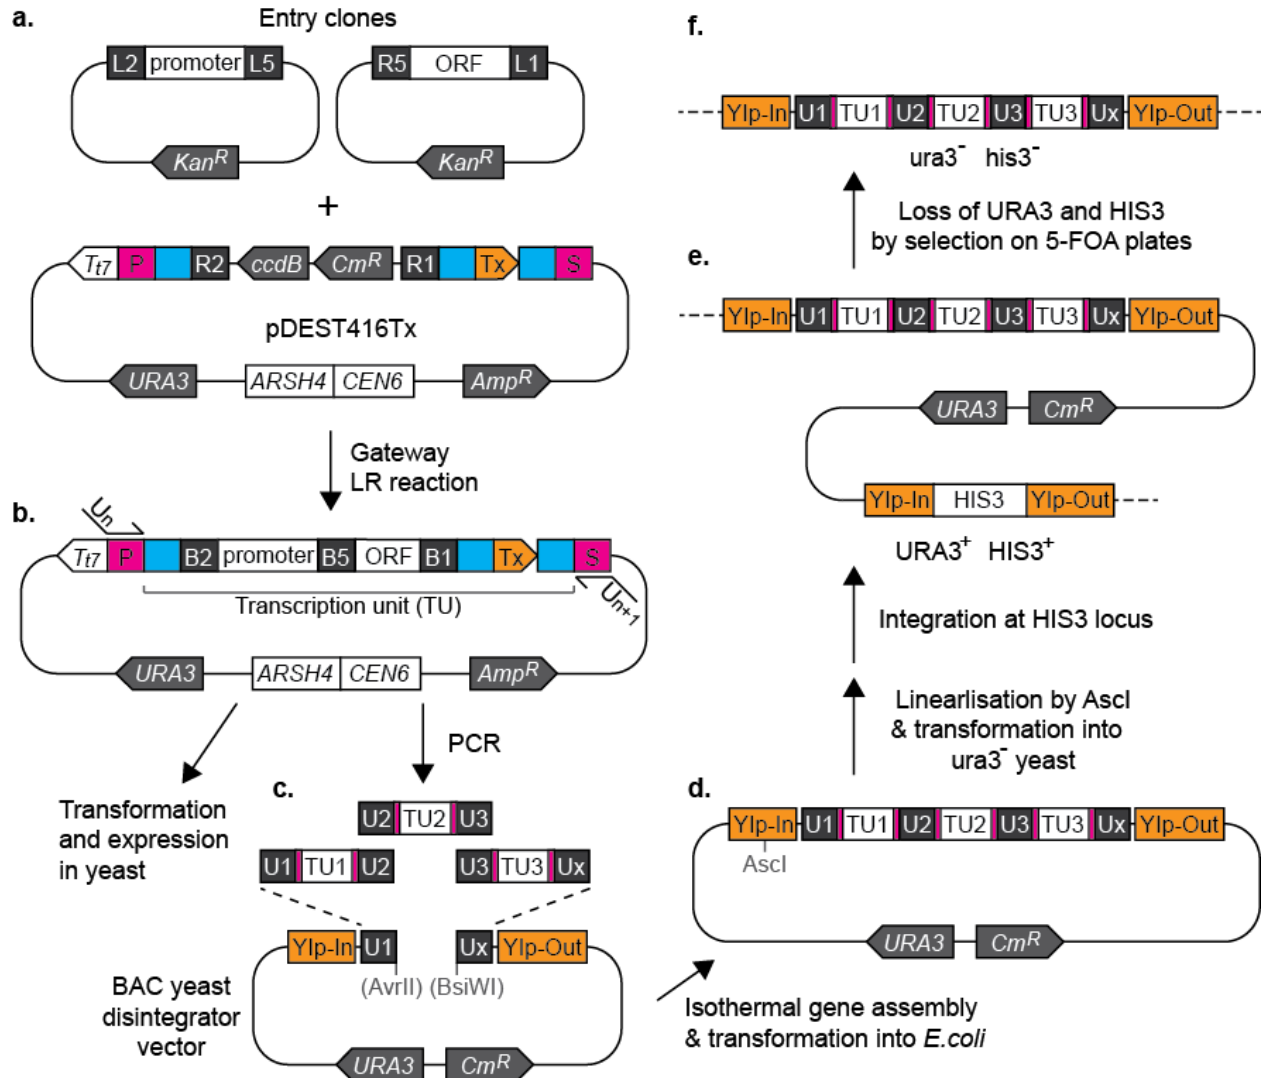 a.
Entry clones
L2 promoter L5
R5 ORF L1
KanR
KanR
+
Tt7 P R2 ccdB CmR R1 Tx S
pDEST416Tx
URA3 ARSH4 CEN6 AmpR
Gateway
LR reaction
b.
Un
Tt7 P B2 promoter B5 ORF B1 Tx S
Transcription unit (TU)
Un+1
URA3 ARSH4 CEN6 AmpR
PCR
Transformation
and expression
in yeast
c.
U2 TU2 U3
U1 TU1 U2
U3 TU3 Ux
YIp-In U1
Ux YIp-Out
(AvrII) (BsiWI)
BAC yeast
disintegrator
vector
URA3 CmR
Isothermal gene assembly
& transformation into E.coli
d.
YIp-In U1 TU1 U2 TU2 U3 TU3 Ux YIp-Out
AscI
URA3 CmR
Linearlisation by AscI
& transformation into
ura3- yeast
Integration at HIS3 locus
e.
YIp-In U1 TU1 U2 TU2 U3 TU3 Ux YIp-Out
URA3 CmR
YIp-In HIS3 YIp-Out
URA3+ HIS3+
Loss of URA3 and HIS3
by selection on 5-FOA plates
f.
YIp-In U1 TU1 U2 TU2 U3 TU3 Ux YIp-Out
ura3- his3-